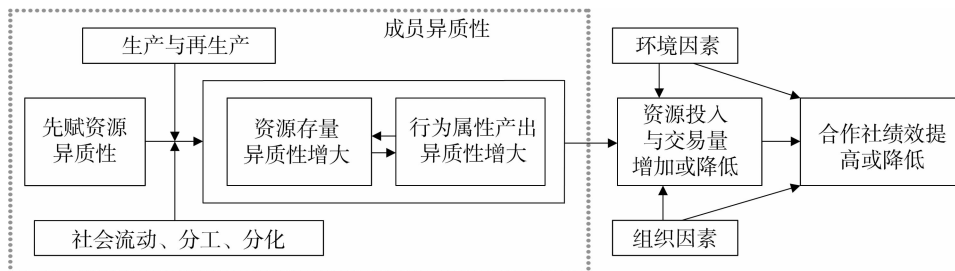 成员异质性
生产与再生产
先赋资源
异质性
资源存量
异质性增大
行为属性产出
异质性增大
社会流动、分工、分化
环境因素
资源投入
与交易量
增加或降低
组织因素
合作社绩效提
高或降低